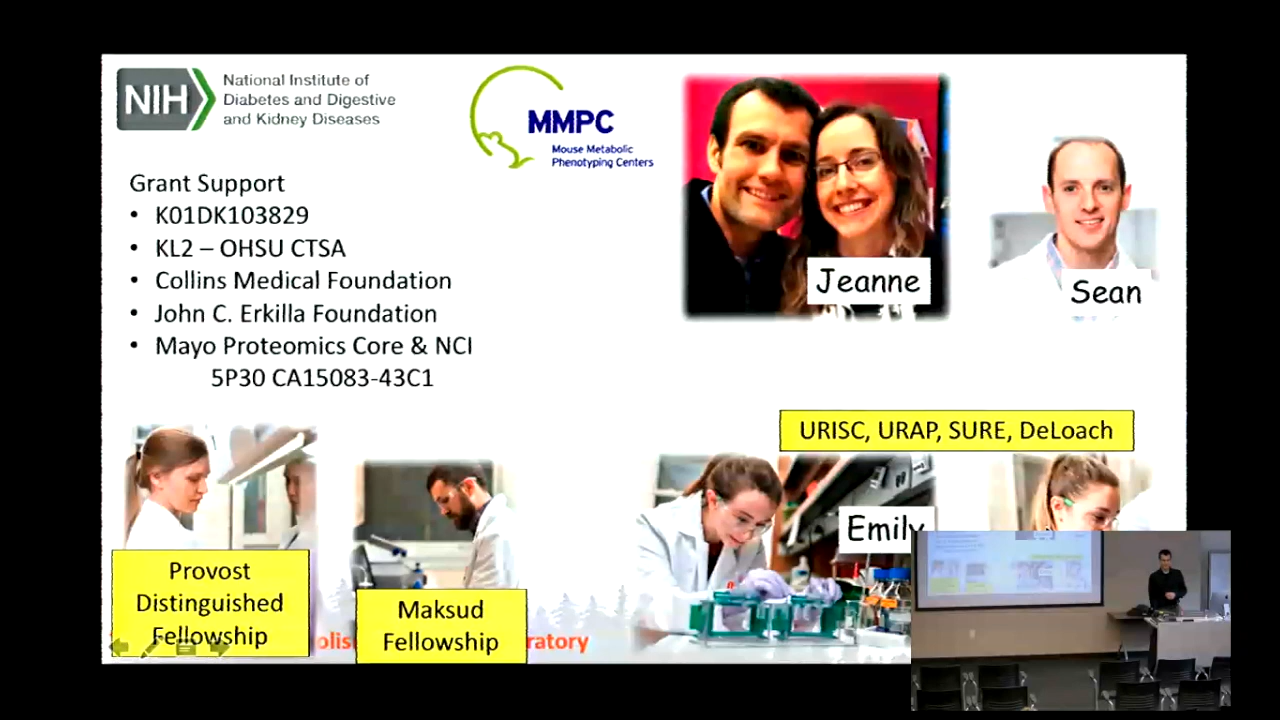 NIH
National Institute of
Diabetes and Digestive
and Kidney Diseases
MMPC
Mouse Metabolic
Phenotyping Centers
Grant Support
• K01DK103829
• KL2 – OHSU CTSA
• Collins Medical Foundation
• John C. Erkilla Foundation
• Mayo Proteomics Core & NCI
5P30 CA15083-43C1
Jeanne
Sean
URISC, URAP, SURE, DeLoach
Emily
Provost
Distinguished
Fellowship
Maksud
Fellowship
olis
ratory